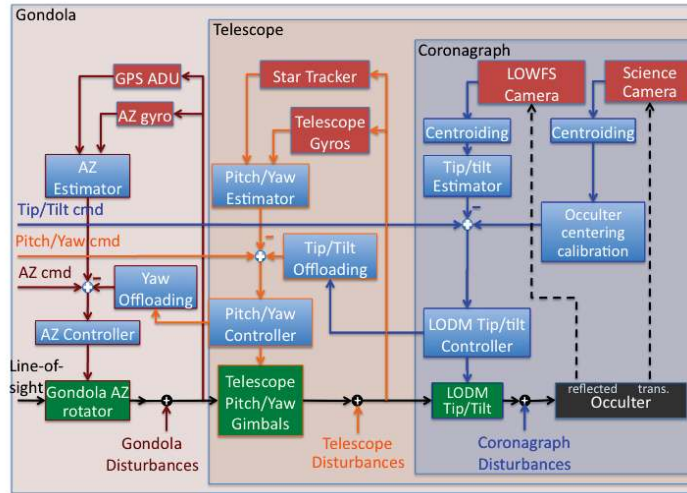 Gondola
Telescope
Coronagraph
GPS ADU
Star Tracker
LOWFS
Camera
Science
Camera
AZ gyro
Telescope
Gyros
Centroiding
Centroiding
AZ
Estimator
Pitch/Yaw
Estimator
Tip/tilt
Estimator
Tip/Tilt cmd
Occulter
centering
calibration
Pitch/Yaw cmd
Tip/Tilt
Offloading
AZ cmd
Yaw
Offloading
AZ Controller
Pitch/Yaw
Controller
LODM Tip/tilt
Controller
Line-of-
sight
Gondola AZ
rotator
Telescope
Pitch/Yaw
Gimbals
LODM
Tip/Tilt
reflected trans.
Occulter
Gondola
Disturbances
Telescope
Disturbances
Coronagraph
Disturbances